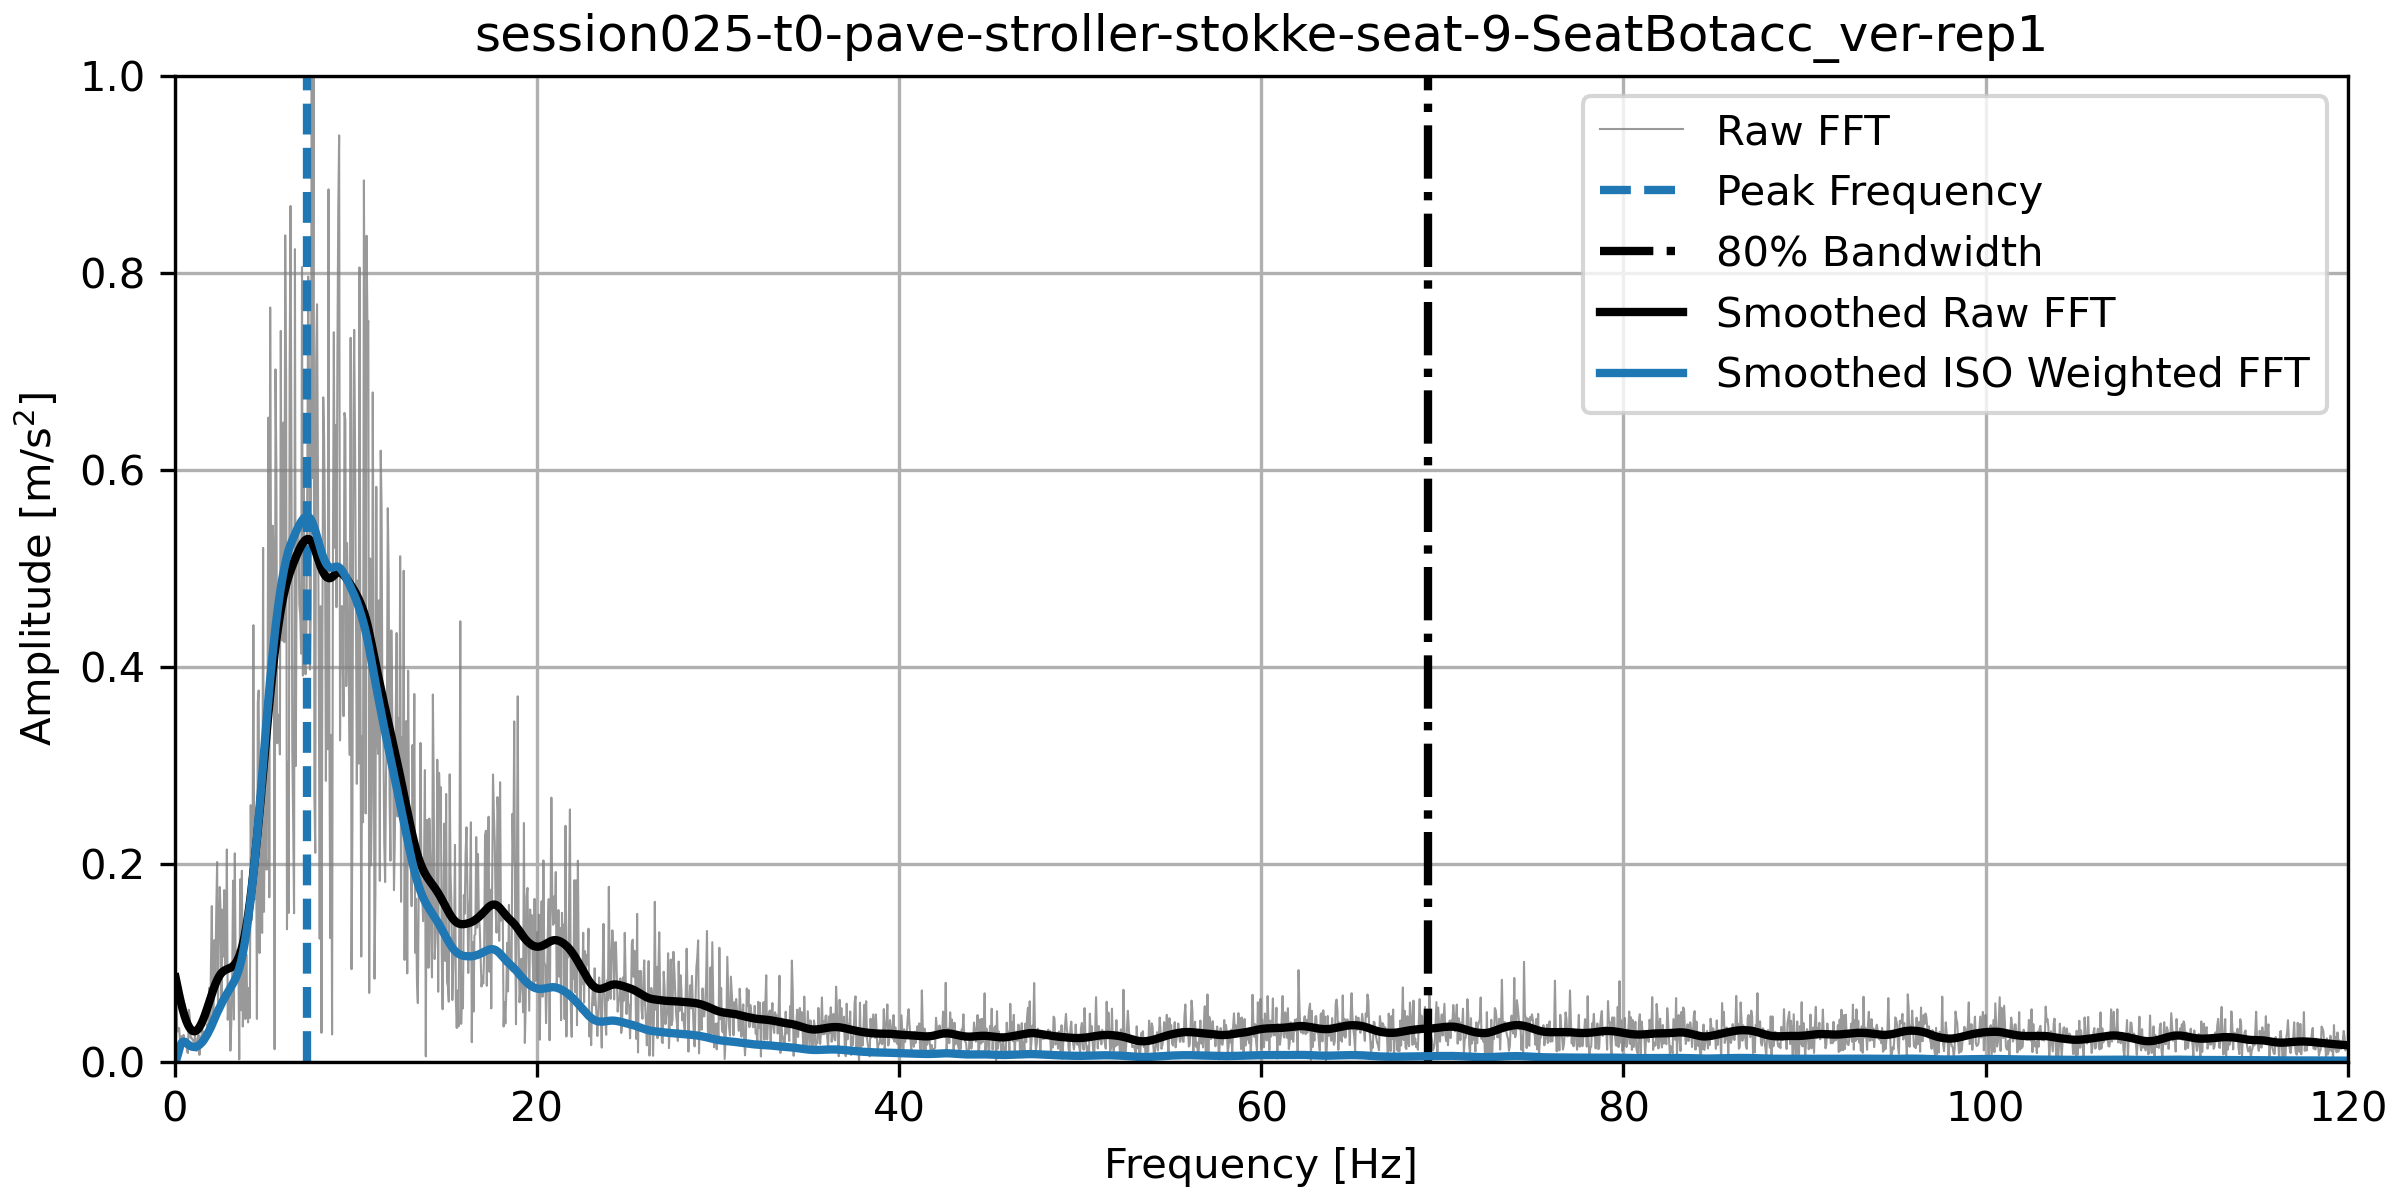 session025-t0-pave-stroller-stokke-seat-9-SeatBotacc_ver-rep1
1.0
0.8
0.6
0.4
0.2
0.0
Amplitude [m/s²]
Raw FFT
Peak Frequency
80% Bandwidth
Smoothed Raw FFT
Smoothed ISO Weighted FFT
0 20 40 60 80 100 120
Frequency [Hz]